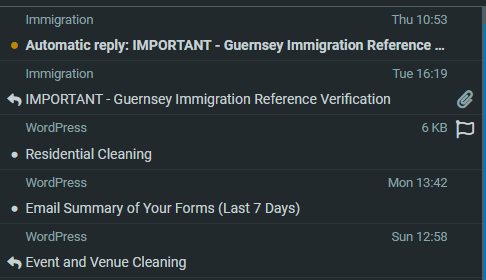 Immigration Thu 10:53
Automatic reply: IMPORTANT - Guernsey Immigration Reference ...
Immigration Tue 16:19
IMPORTANT - Guernsey Immigration Reference Verification
WordPress 6 KB
Residential Cleaning
WordPress Mon 13:42
Email Summary of Your Forms (Last 7 Days)
WordPress Sun 12:58
Event and Venue Cleaning